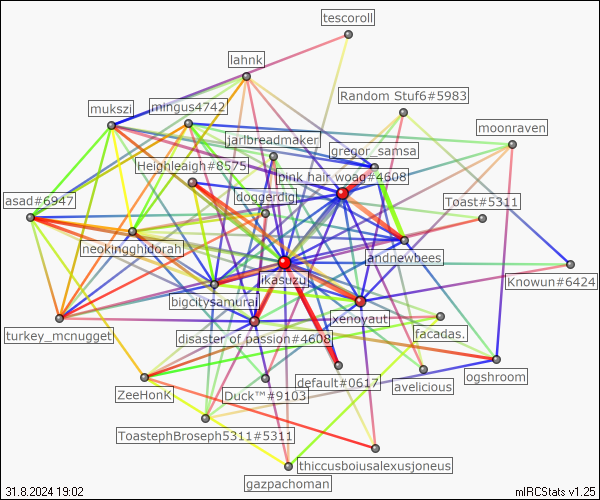 tescoroll
lahnk
Random Stuf6#5983
mukszi
mingus4742
jarlbreadmaker
moonraven
gregor_samsa
Heighleaigh#8575
pink hair woag#4608
doggerdig
asad#6947
Toast#5311
neokingghidorah
andnewbees
ikasuzu
Knowun#6424
bigcitysamurai
xenovaut
turkey_mcnugget
disaster of passion#4608
facadas.
default#0617
avelicious
ogshroom
ZeeHonK
Duck™#9103
ToastephBroseph5311#5311
thiccusboiusalexusjoneus
gazpachoman
31.8.2024 19:02
mIRCStats v1.25